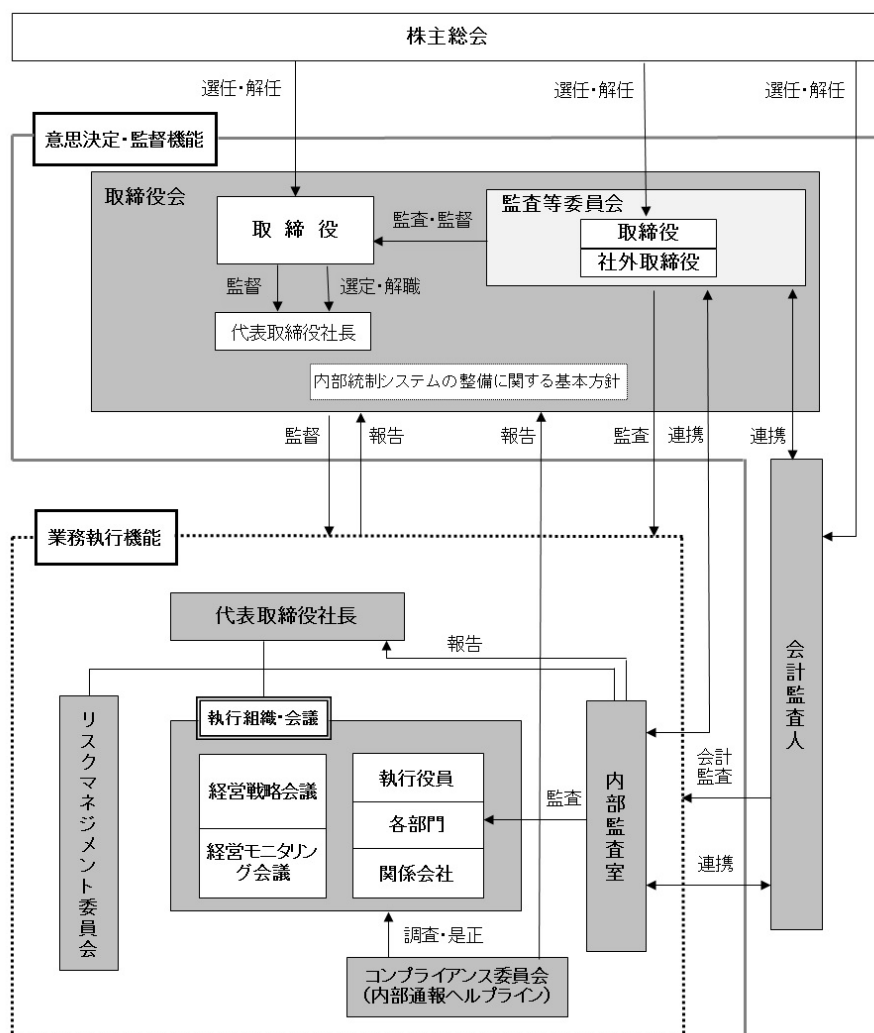 株主総会
選任・解任
選任・解任
選任・解任
意思決定・監督機能
取締役会
監査等委員会
取締役
監査・監督
取締役
社外取締役
監督
選定・解職
代表取締役社長
内部統制システムの整備に関する基本方針
監督
報告
報告
監査
連携
連携
業務執行機能
代表取締役社長
報告
会計監査人
リスクマネジメント委員会
執行組織・会議
内部監査室
会計
監査
経営戦略会議
執行役員
監査
各部門
経営モニタリン
グ会議
関係会社
連携
調査・是正
コンプライアンス委員会
(内部通報ヘルプライン)